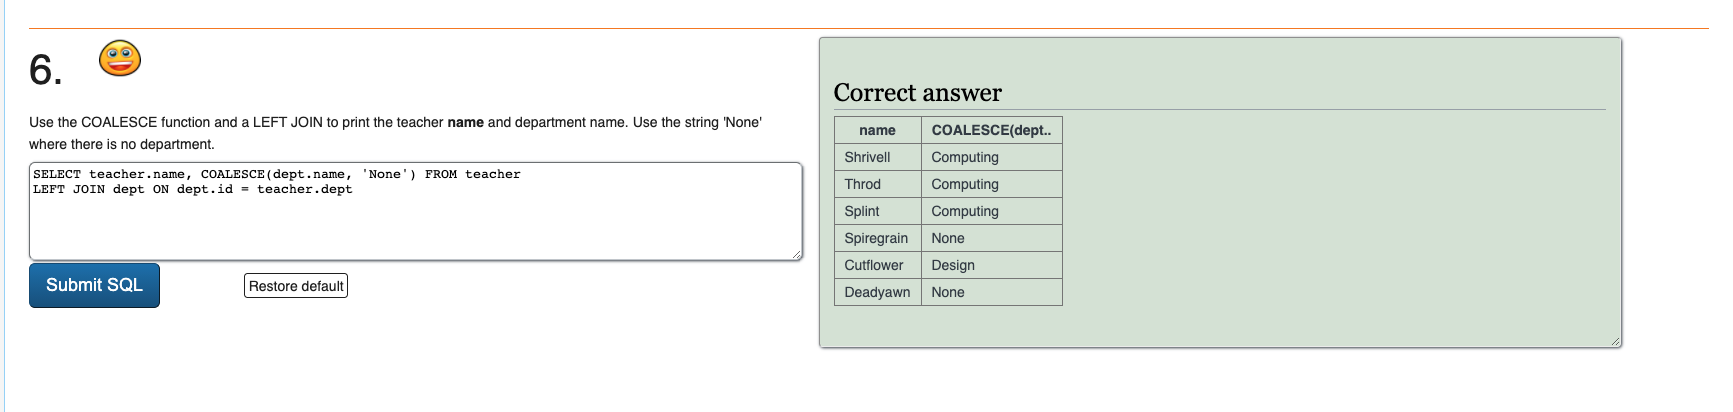 6.
Use the COALESCE function and a LEFT JOIN to print the teacher name and department name. Use the string 'None'
where there is no department.
SELECT teacher.name, COALESCE(dept.name, 'None') FROM teacher
LEFT JOIN dept ON dept.id = teacher.dept
Submit SQL
Restore default
Correct answer
name COALESCE(dept..
Shrivell Computing
Throd Computing
Splint Computing
Spiregrain None
Cutflower Design
Deadyawn None